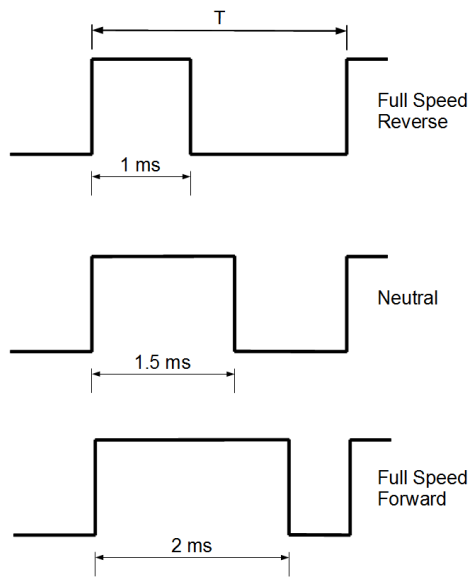 T
Full Speed
Reverse
1 ms
Neutral
1.5 ms
Full Speed
Forward
2 ms